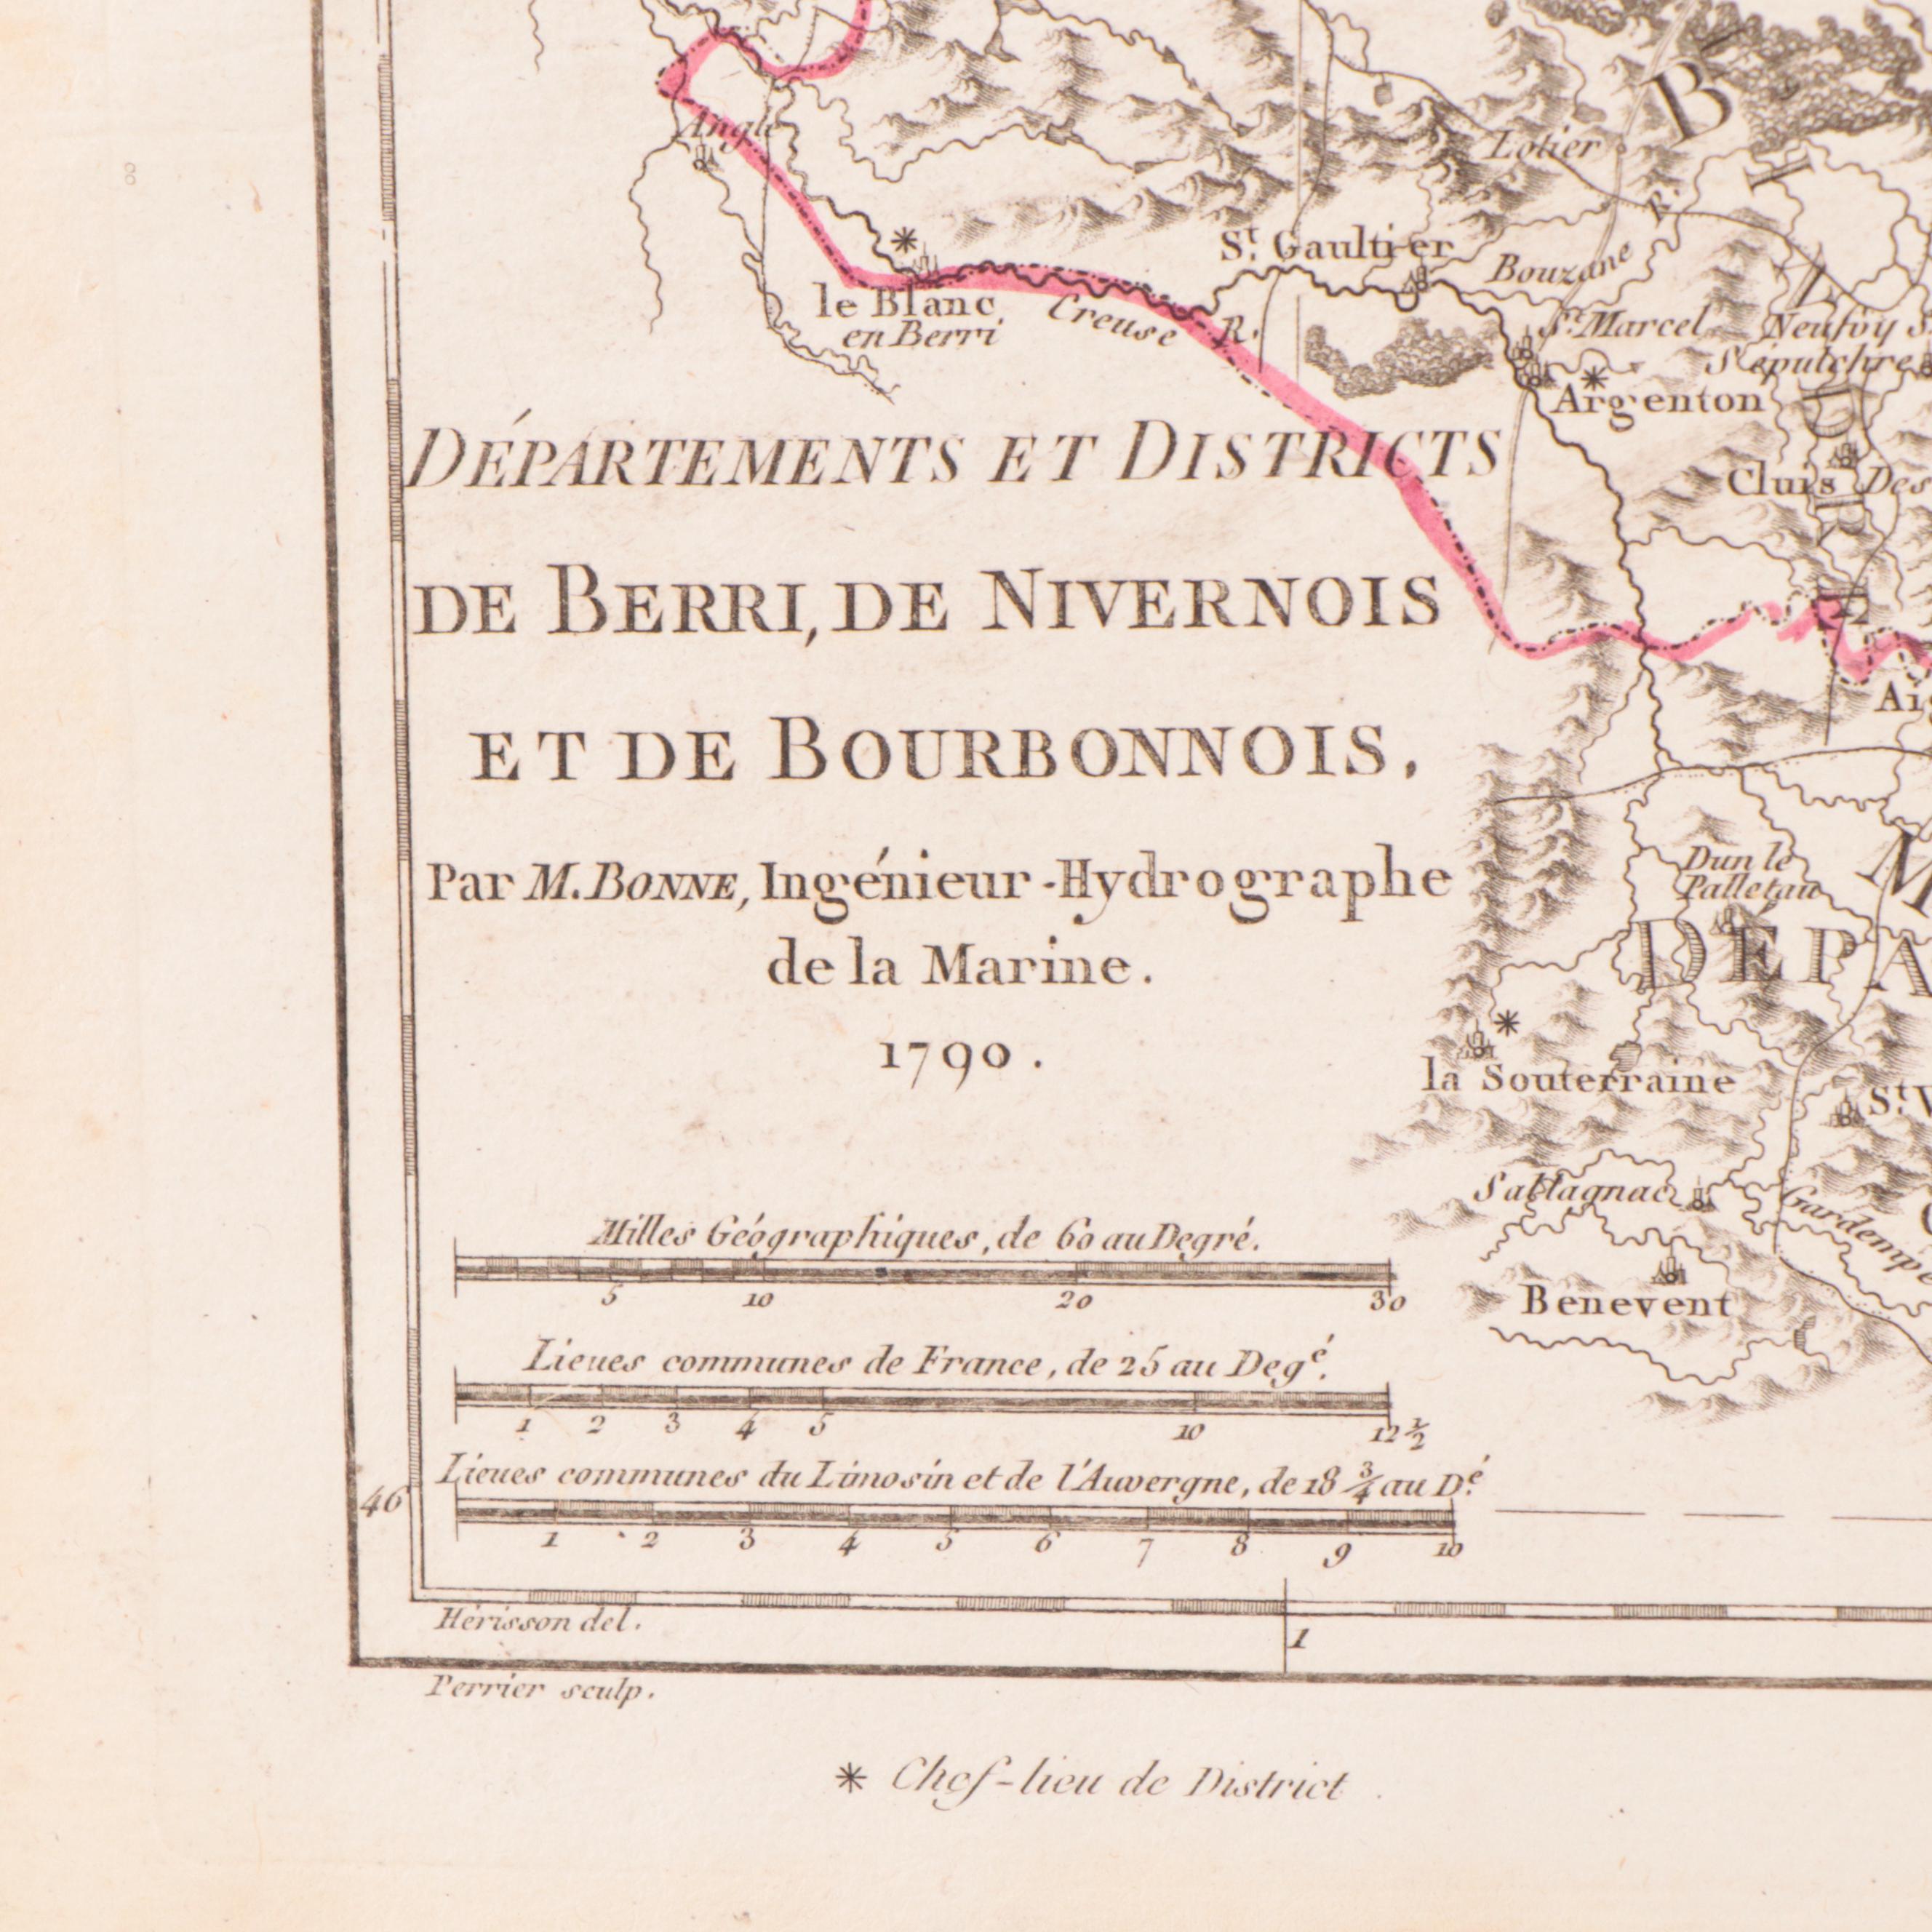 Angle
Lotier
B
Bouzane R.
St. Gaultier
le Blanc
en Berri
Creuse R.
St. Marcel
Neufvy St.
Sépulchre
Argenton
Cluis Des
DÉPARTEMENTS ET DISTRICTS
DE BERRI, DE NIVERNOIS
ET DE BOURBONNOIS,
Par M. BONNE, Ingénieur-Hydrographe
de la Marine.
1790.
Dun le
Palletau
DÉPA
la Souterraine
Sallagnac
Gardempe
Benevent
Milles Géographiques, de 60 au Degré.
5 10 20 30
Lieues communes de France, de 25 au Degé.
1 2 3 4 5 10 12 1/2
Lieues communes du Limosin et de l'Auvergne, de 18 3/4 au Dé.
46
1 2 3 4 5 6 7 8 9 10
Hérisson del.
1
Perrier sculp.
* Chef-lieu de District.